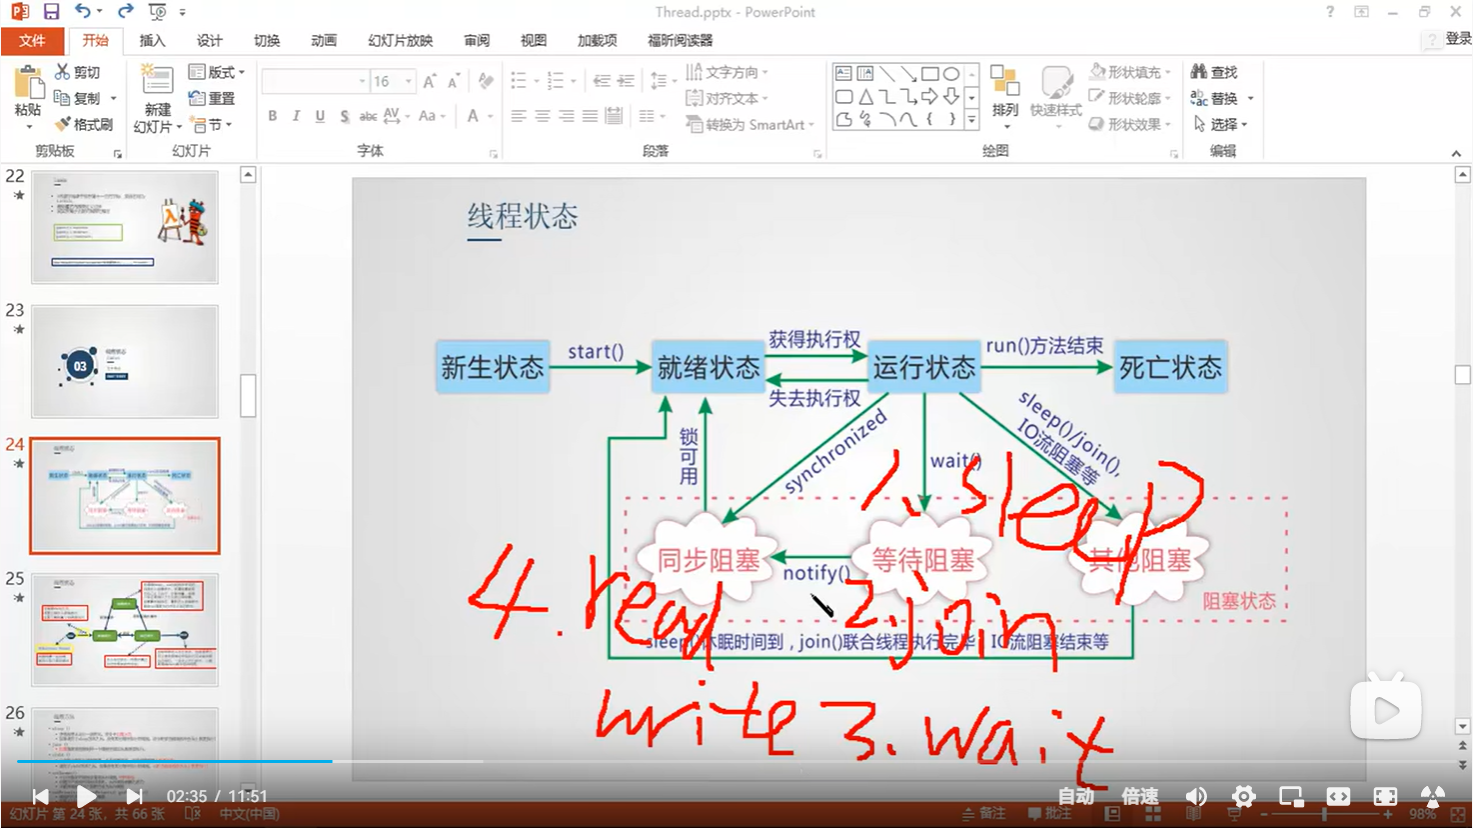 Thread.pptx - PowerPoint
文件 开始 插入 设计 切换 动画 幻灯片放映 审阅 视图 加载项 福昕阅读器 登录
粘贴 剪切 复制 格式刷 剪贴板
新建 幻灯片 版式 重置 节 幻灯片
16 B I U S abc AV Aa A 字体
文字方向 对齐文本 转换为 SmartArt 段落
排列 快速样式 形状填充 形状轮廓 形状效果 绘图
查找 替换 选择 编辑
22
23
03
24
25
26
线程状态
新生状态 start() 就绪状态 获得执行权 失去执行权 运行状态 run()方法结束 死亡状态
锁可用
synchronized
wait()
sleep()/join(),
IO流阻塞等
同步阻塞 notify() 等待阻塞 其他阻塞
阻塞状态
sleep()休眠时间到，join()联合线程执行完毕 IO流阻塞结束等
1. sleep
2. join
3. wait
4. read
write
02:35 / 11:51 自动 倍速
幻灯片 第 24 张，共 66 张 中文(中国) 备注 批注 98%